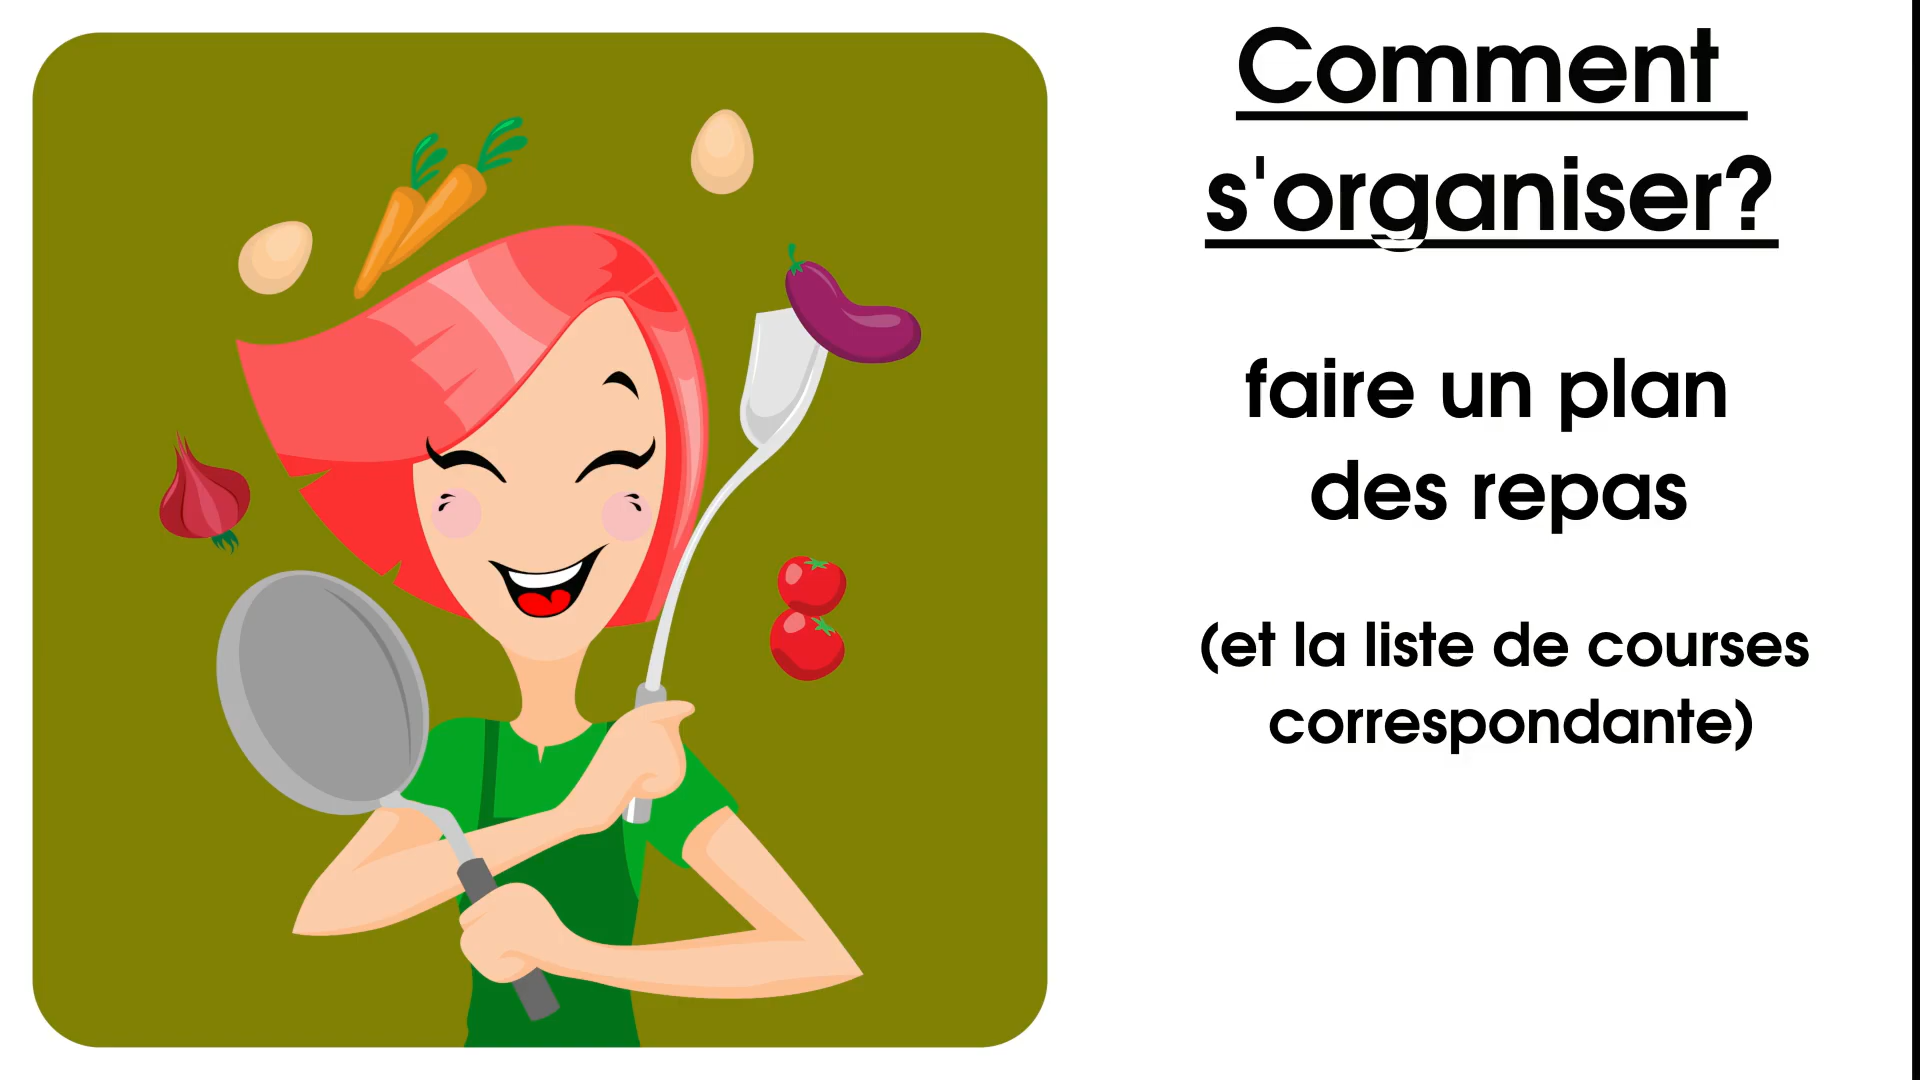 Comment
s'organiser?
faire un plan
des repas
(et la liste de courses
correspondante)